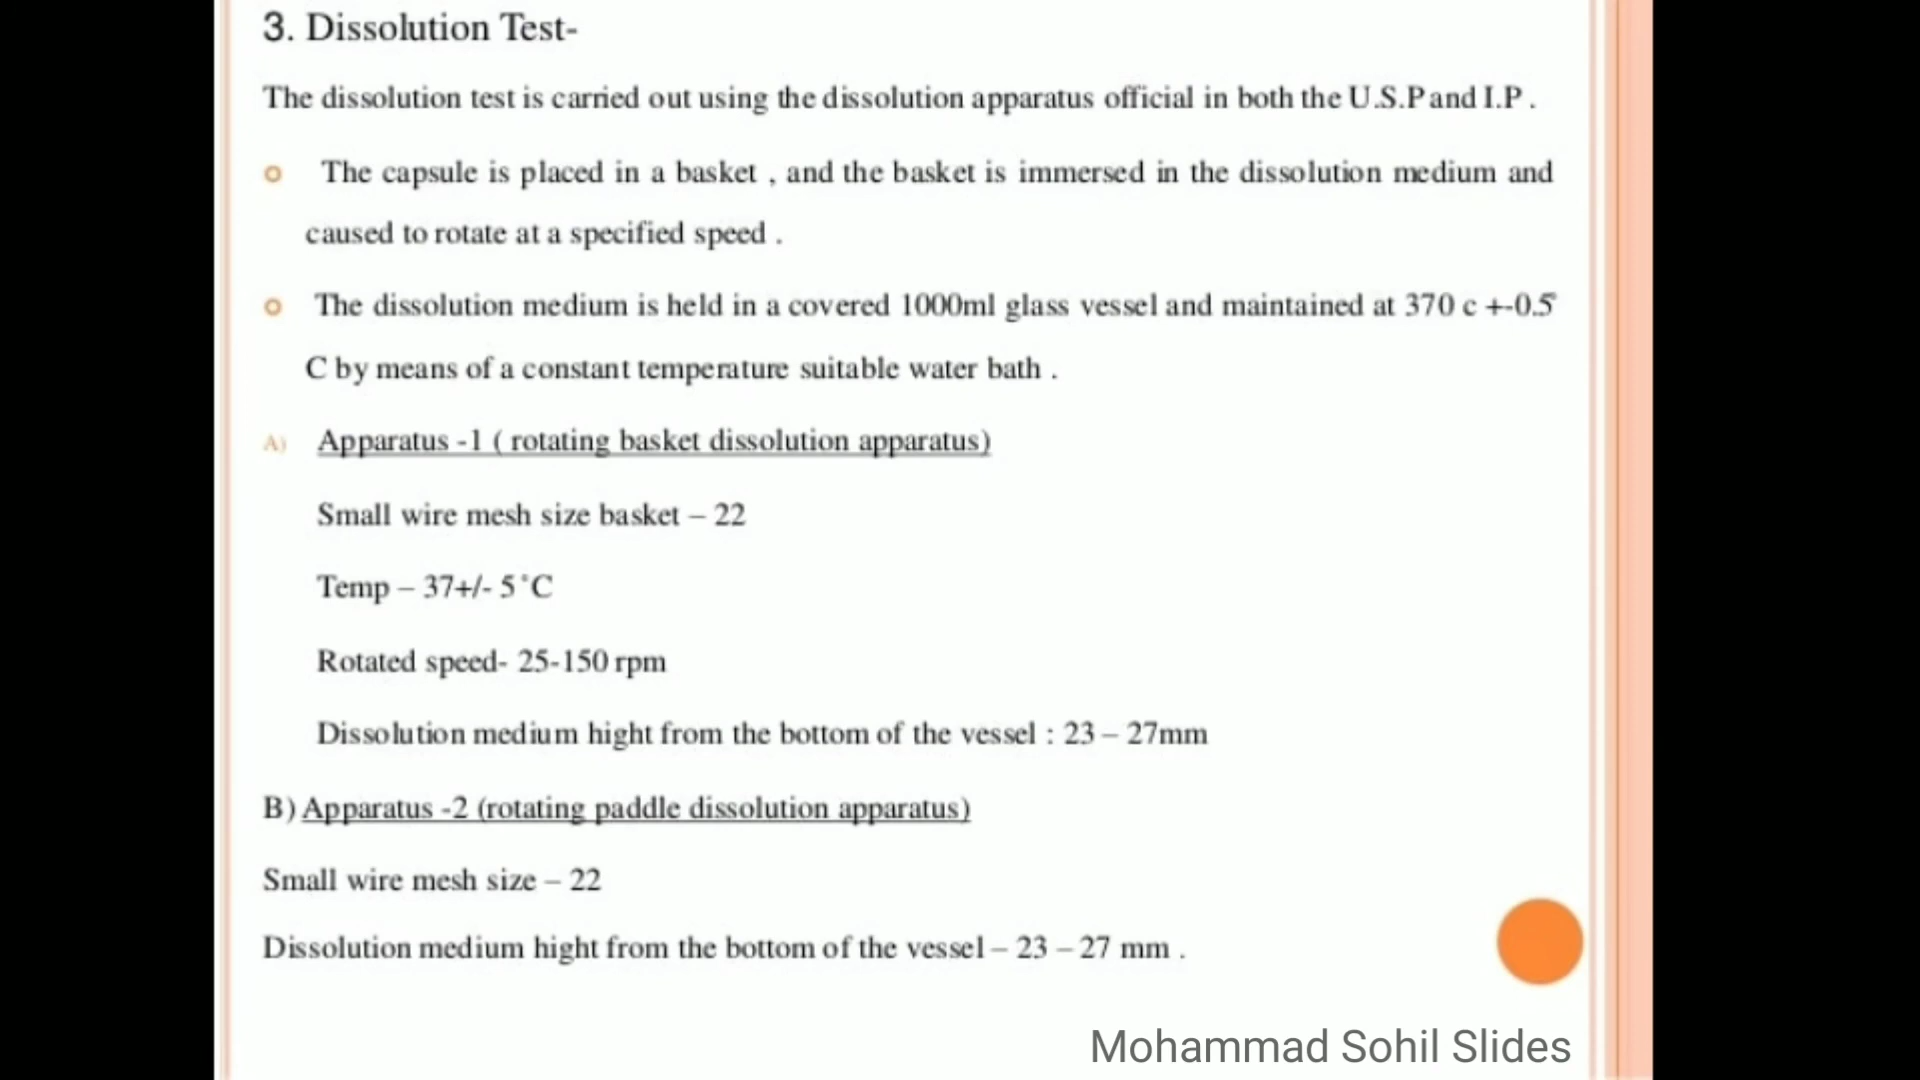 3. Dissolution Test-
The dissolution test is carried out using the dissolution apparatus official in both the U.S.P and I.P .
The capsule is placed in a basket , and the basket is immersed in the dissolution medium and
caused to rotate at a specified speed .
The dissolution medium is held in a covered 1000ml glass vessel and maintained at 370 c +-0.5°
C by means of a constant temperature suitable water bath .
A) Apparatus -1 ( rotating basket dissolution apparatus)
Small wire mesh size basket – 22
Temp – 37+/- 5°C
Rotated speed- 25-150 rpm
Dissolution medium hight from the bottom of the vessel : 23 – 27mm
B) Apparatus -2 (rotating paddle dissolution apparatus)
Small wire mesh size – 22
Dissolution medium hight from the bottom of the vessel – 23 – 27 mm .
Mohammad Sohil Slides